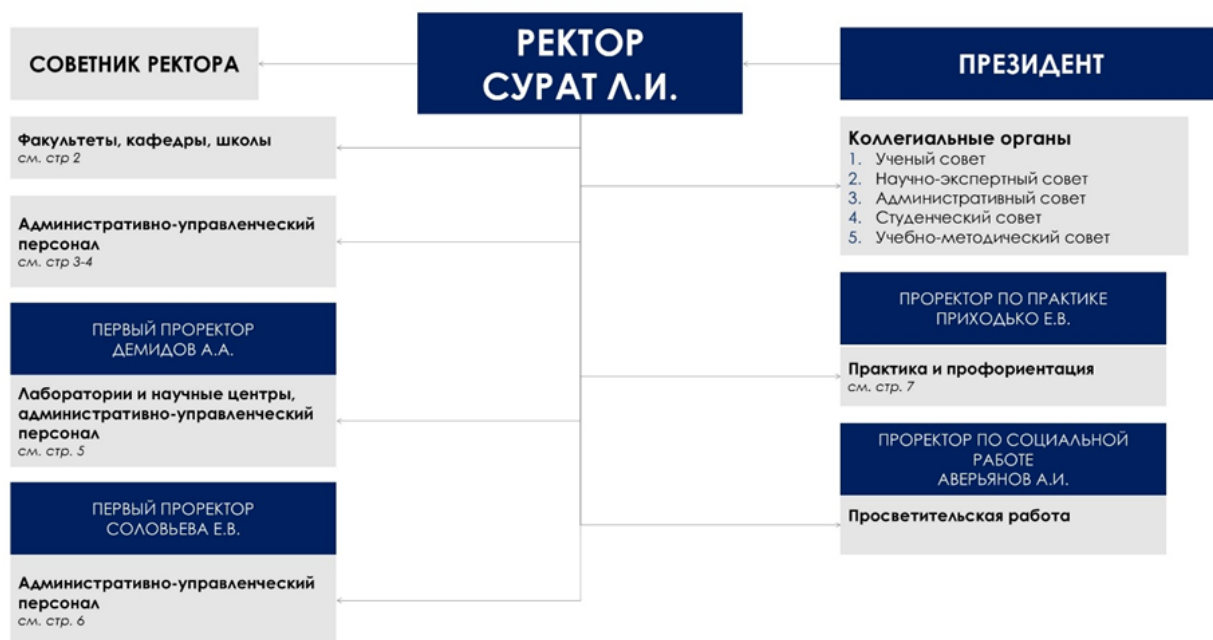 СОВЕТНИК РЕКТОРА
РЕКТОР
СУРАТ Л.И.
ПРЕЗИДЕНТ
Факультеты, кафедры, школы
см. стр 2
Административно-управленческий
персонал
см. стр 3-4
ПЕРВЫЙ ПРОРЕКТОР
ДЕМИДОВ А.А.
Лаборатории и научные центры,
административно-управленческий
персонал
см. стр. 5
ПЕРВЫЙ ПРОРЕКТОР
СОЛОВЬЕВА Е.В.
Административно-управленческий
персонал
см. стр. 6
Коллегиальные органы
1. Ученый совет
2. Научно-экспертный совет
3. Административный совет
4. Студенческий совет
5. Учебно-методический совет
ПРОРЕКТОР ПО ПРАКТИКЕ
ПРИХОДЬКО Е.В.
Практика и профориентация
см. стр. 7
ПРОРЕКТОР ПО СОЦИАЛЬНОЙ
РАБОТЕ
АВЕРЬЯНОВ А.И.
Просветительская работа